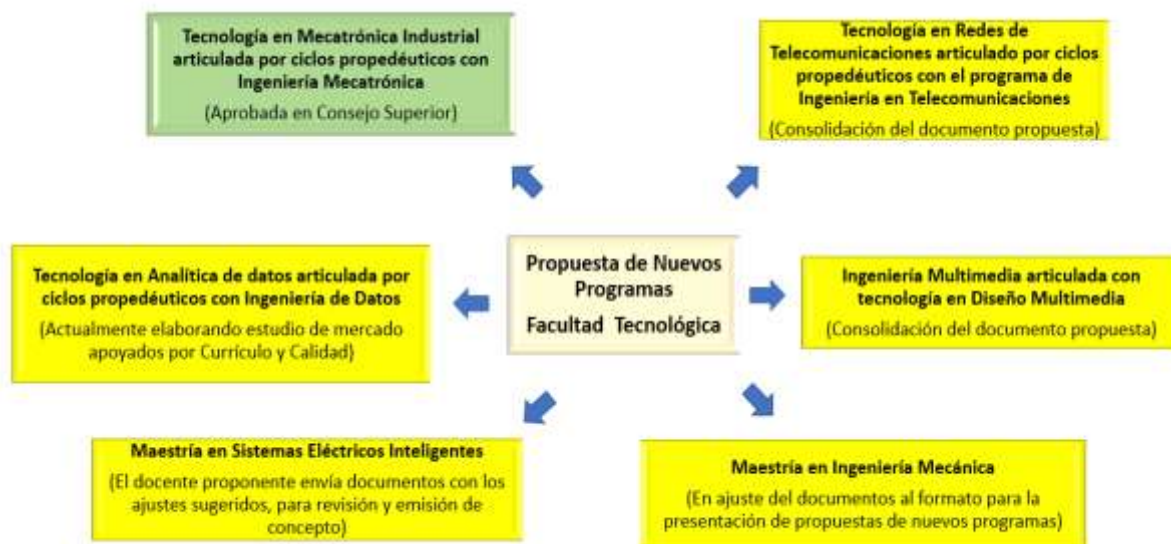 Tecnología en Mecatrónica Industrial
articulada por ciclos propedéuticos con
Ingeniería Mecatrónica
(Aprobada en Consejo Superior)
Tecnología en Redes de
Telecomunicaciones articulado por ciclos
propedéuticos con el programa de
Ingeniería en Telecomunicaciones
(Consolidación del documento propuesta)
Tecnología en Analítica de datos articulada por
ciclos propedéuticos con Ingeniería de Datos
(Actualmente elaborando estudio de mercado
apoyados por Currículo y Calidad)
Propuesta de Nuevos
Programas
Facultad Tecnológica
Ingeniería Multimedia articulada con
tecnología en Diseño Multimedia
(Consolidación del documento propuesta)
Maestría en Sistemas Eléctricos Inteligentes
(El docente proponente envía documentos con los
ajustes sugeridos, para revisión y emisión de
concepto)
Maestría en Ingeniería Mecánica
(En ajuste del documentos al formato para la
presentación de propuestas de nuevos programas)